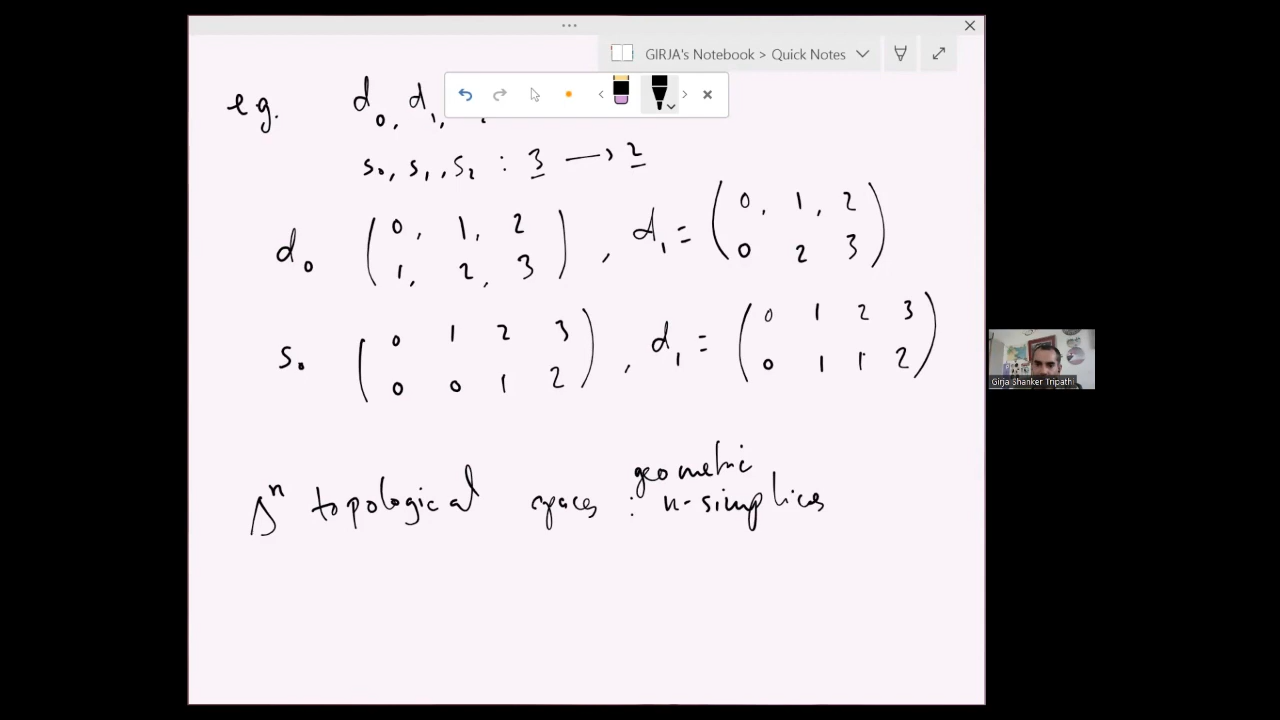 GIRJA's Notebook > Quick Notes
eg. d₀, d₁,
s₀, s₁, s₂ : 3 → 2
d₀ ( 0, 1, 2 ) , d₁ = ( 0, 1, 2 )
( 1, 2, 3 ) ( 0 2 3 )
s₀ ( 0 1 2 3 ) , d₁ = ( 0 1 2 3 )
( 0 0 1 2 ) ( 0 1 1 2 )
geometric
Δⁿ topological spaces : n-simplices
Girja Shanker Tripathi